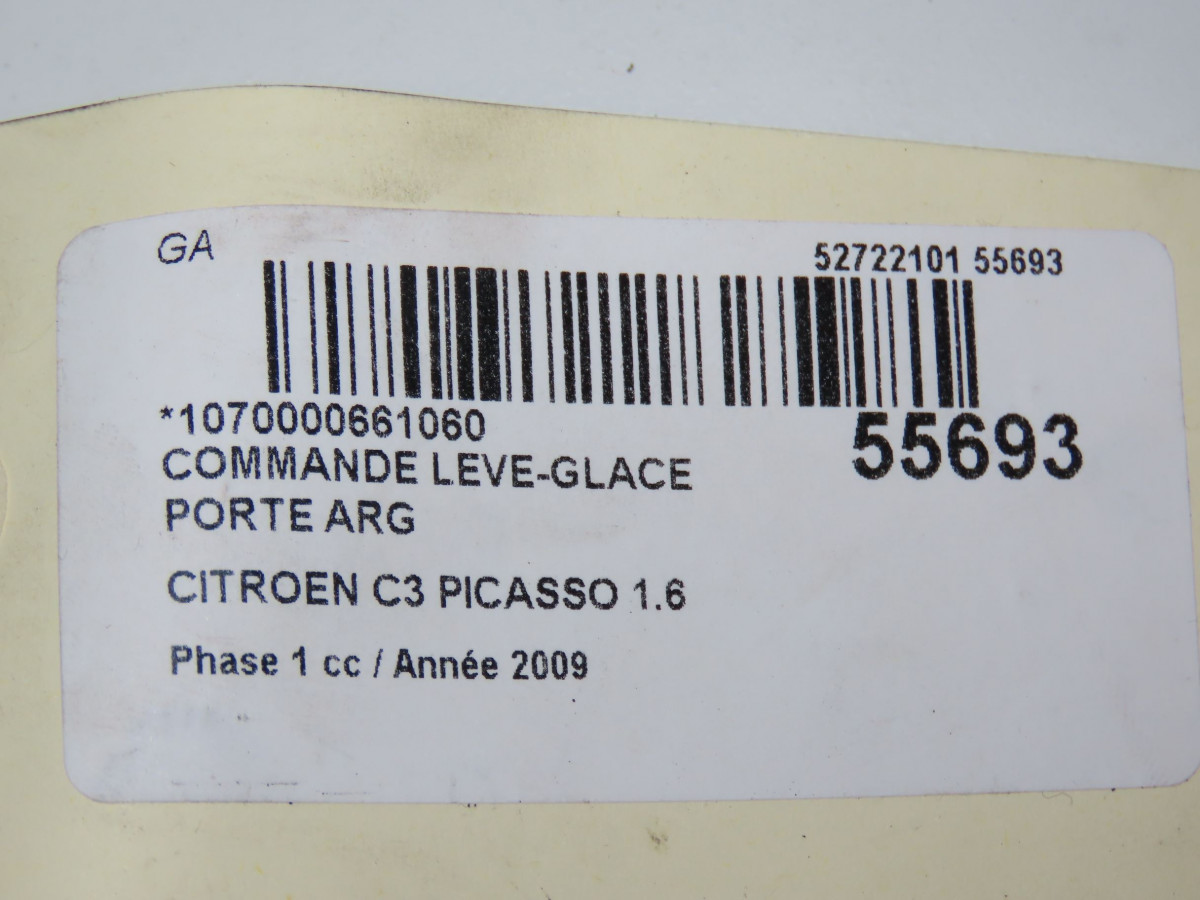 GA
52722101 55693
*1070000661060
55693
COMMANDE LEVE-GLACE
PORTE ARG
CITROEN C3 PICASSO 1.6
Phase 1 cc / Année 2009